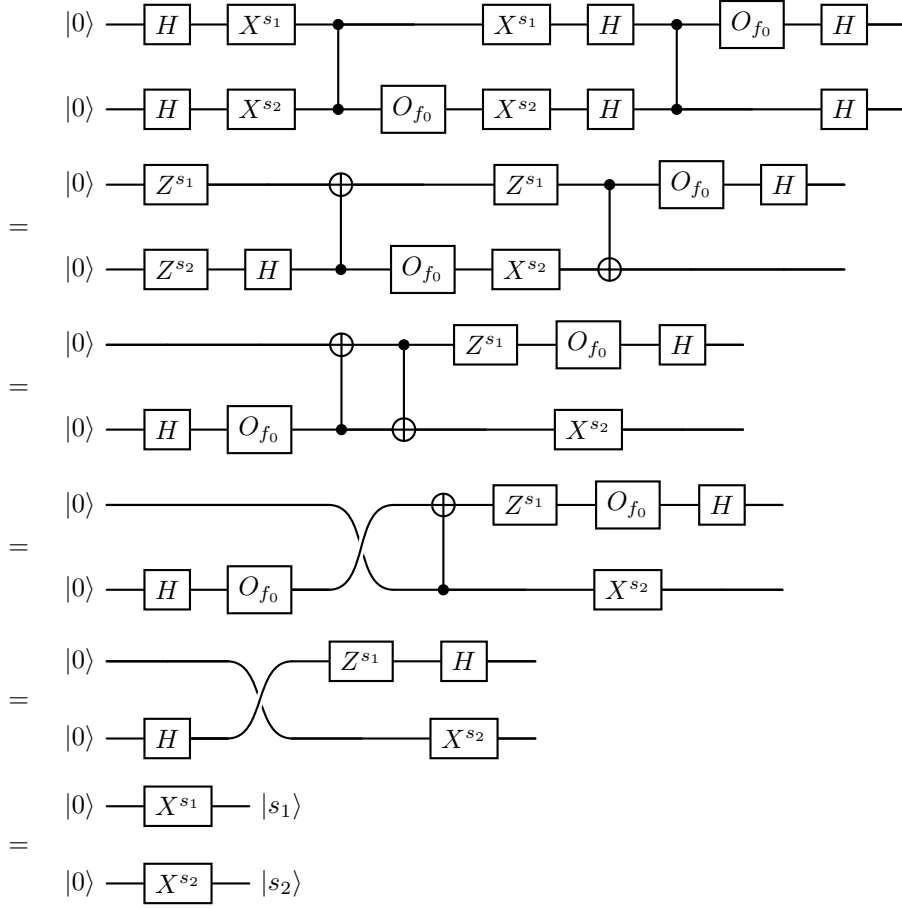 |0⟩ H X^{s_1} X^{s_1} H O_{f_0} H
|0⟩ H X^{s_2} O_{f_0} X^{s_2} H H
|0⟩ Z^{s_1} Z^{s_1} O_{f_0} H
=
|0⟩ Z^{s_2} H O_{f_0} X^{s_2}
|0⟩ Z^{s_1} O_{f_0} H
=
|0⟩ H O_{f_0} X^{s_2}
|0⟩ Z^{s_1} O_{f_0} H
=
|0⟩ H O_{f_0} X^{s_2}
|0⟩ Z^{s_1} H
=
|0⟩ H X^{s_2}
|0⟩ X^{s_1} |s_1⟩
=
|0⟩ X^{s_2} |s_2⟩